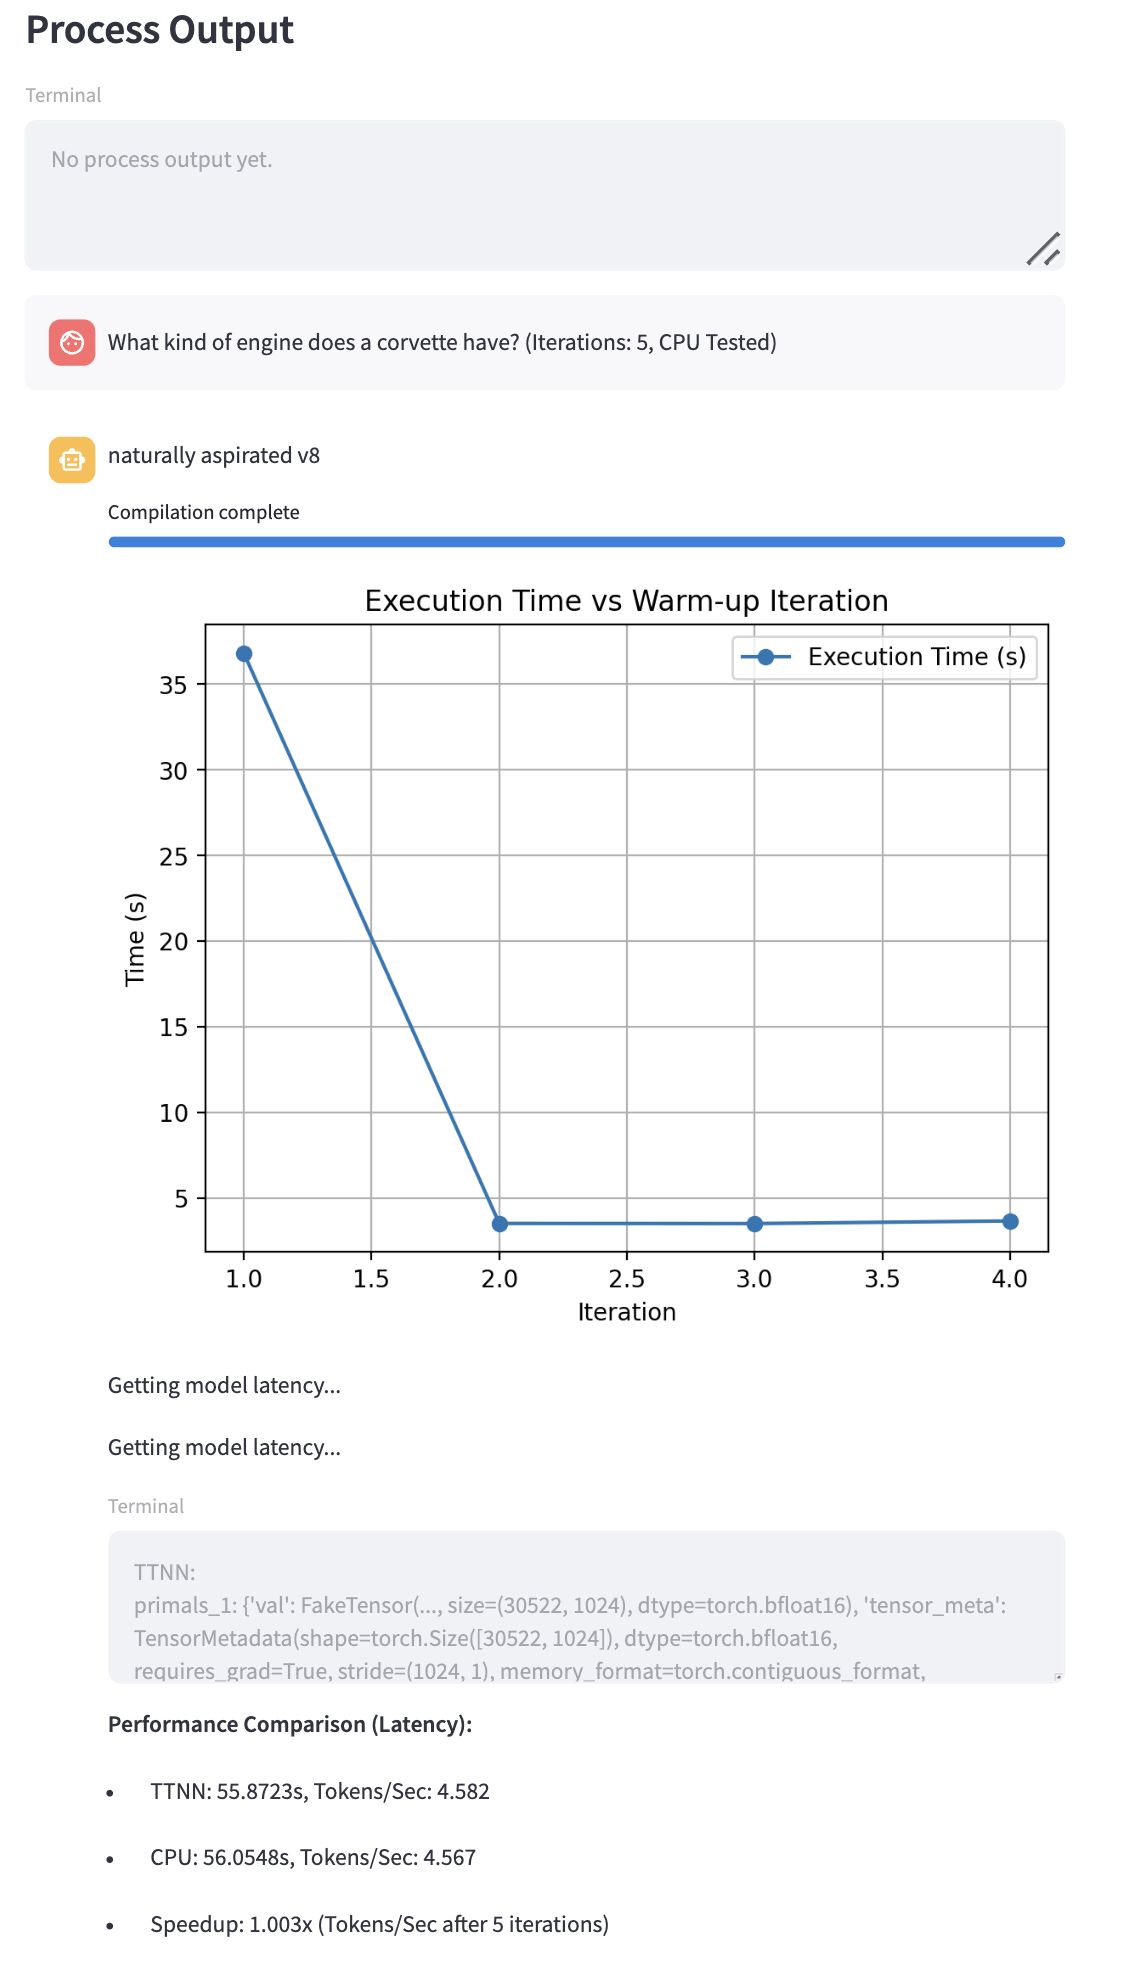 Process Output
Terminal
No process output yet.
What kind of engine does a corvette have? (Iterations: 5, CPU Tested)
naturally aspirated v8
Compilation complete
Execution Time vs Warm-up Iteration
Execution Time (s)
35
30
25
20
15
10
5
Time (s)
1.0 1.5 2.0 2.5 3.0 3.5 4.0
Iteration
Getting model latency...
Getting model latency...
Terminal
TTNN:
primals_1: {'val': FakeTensor(..., size=(30522, 1024), dtype=torch.bfloat16), 'tensor_meta':
TensorMetadata(shape=torch.Size([30522, 1024]), dtype=torch.bfloat16,
requires_grad=True, stride=(1024, 1), memory_format=torch.contiguous_format,
Performance Comparison (Latency):
• TTNN: 55.8723s, Tokens/Sec: 4.582
• CPU: 56.0548s, Tokens/Sec: 4.567
• Speedup: 1.003x (Tokens/Sec after 5 iterations)